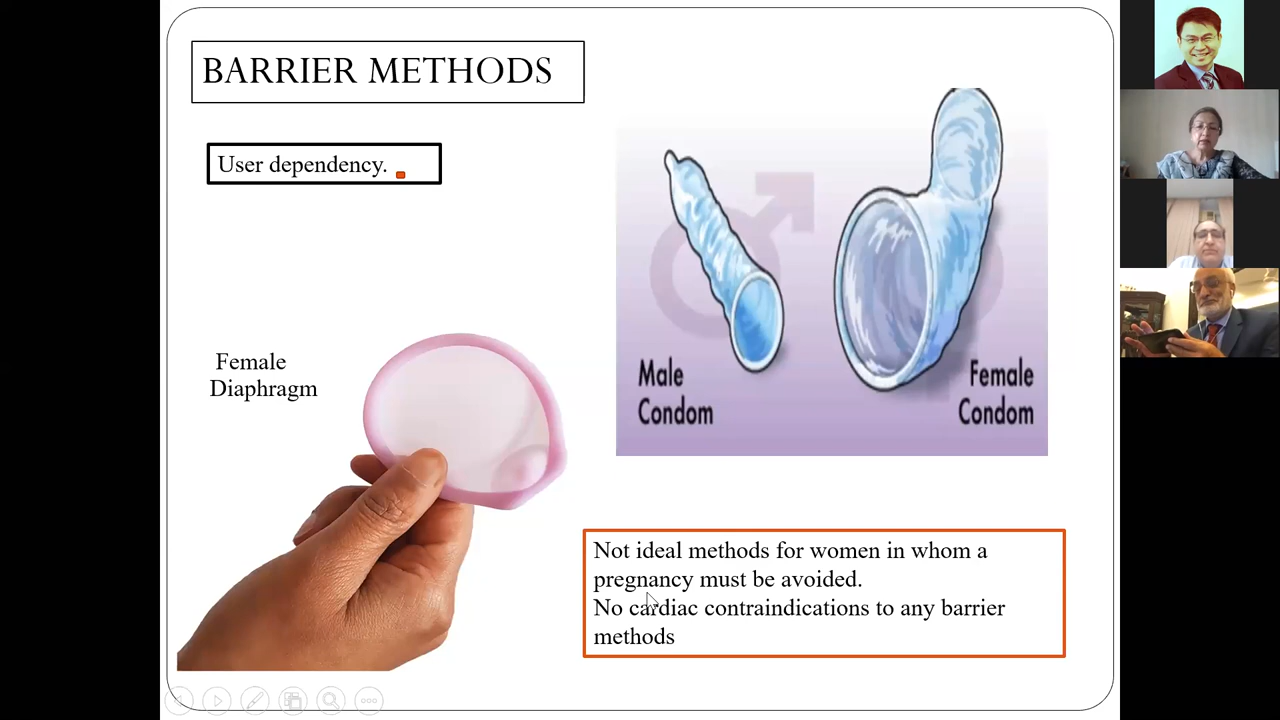 BARRIER METHODS
User dependency.
Female
Diaphragm
Male
Condom
Female
Condom
Not ideal methods for women in whom a
pregnancy must be avoided.
No cardiac contraindications to any barrier
methods